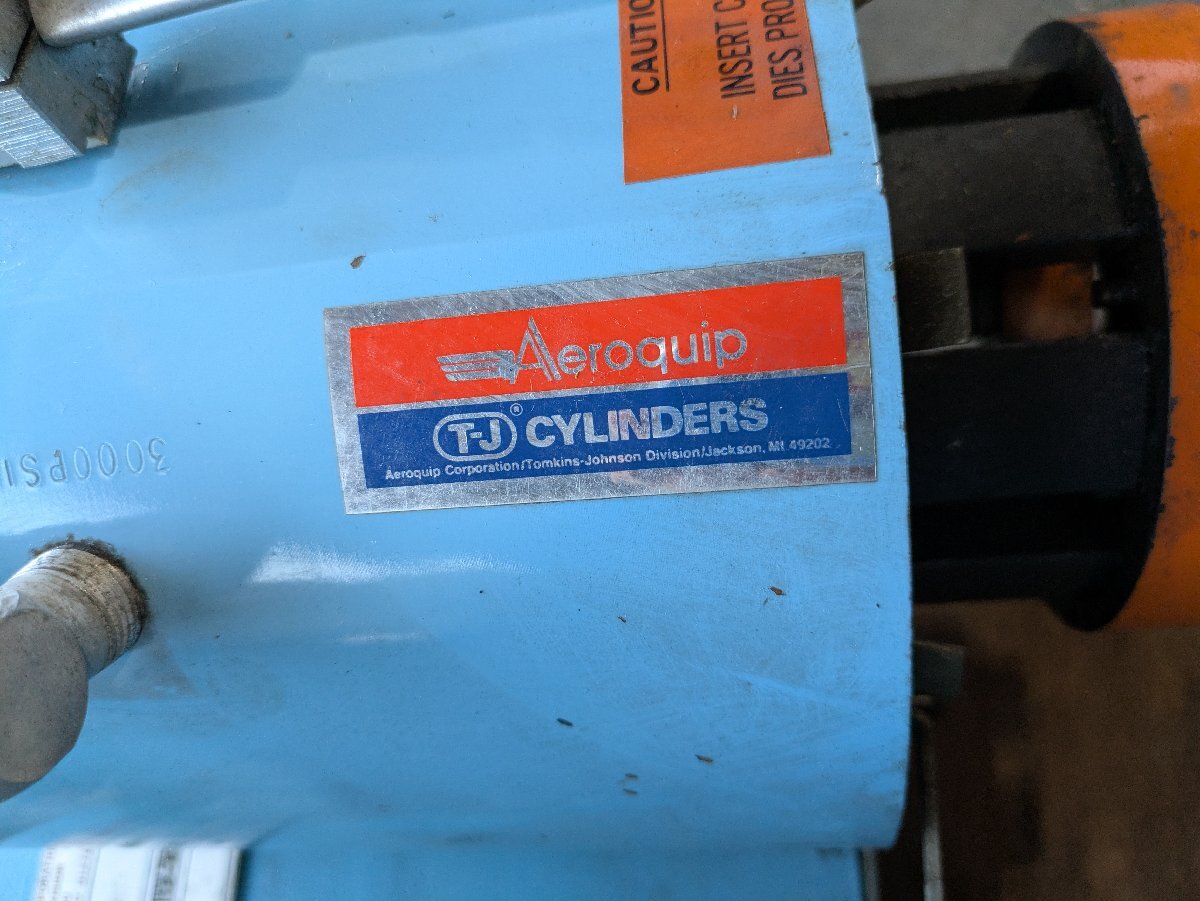 CAUTIO
INSERT C
DIES PRO
Aeroquip
T-J® CYLINDERS
Aeroquip Corporation/Tomkins-Johnson Division/Jackson, MI 49202
3000PSI